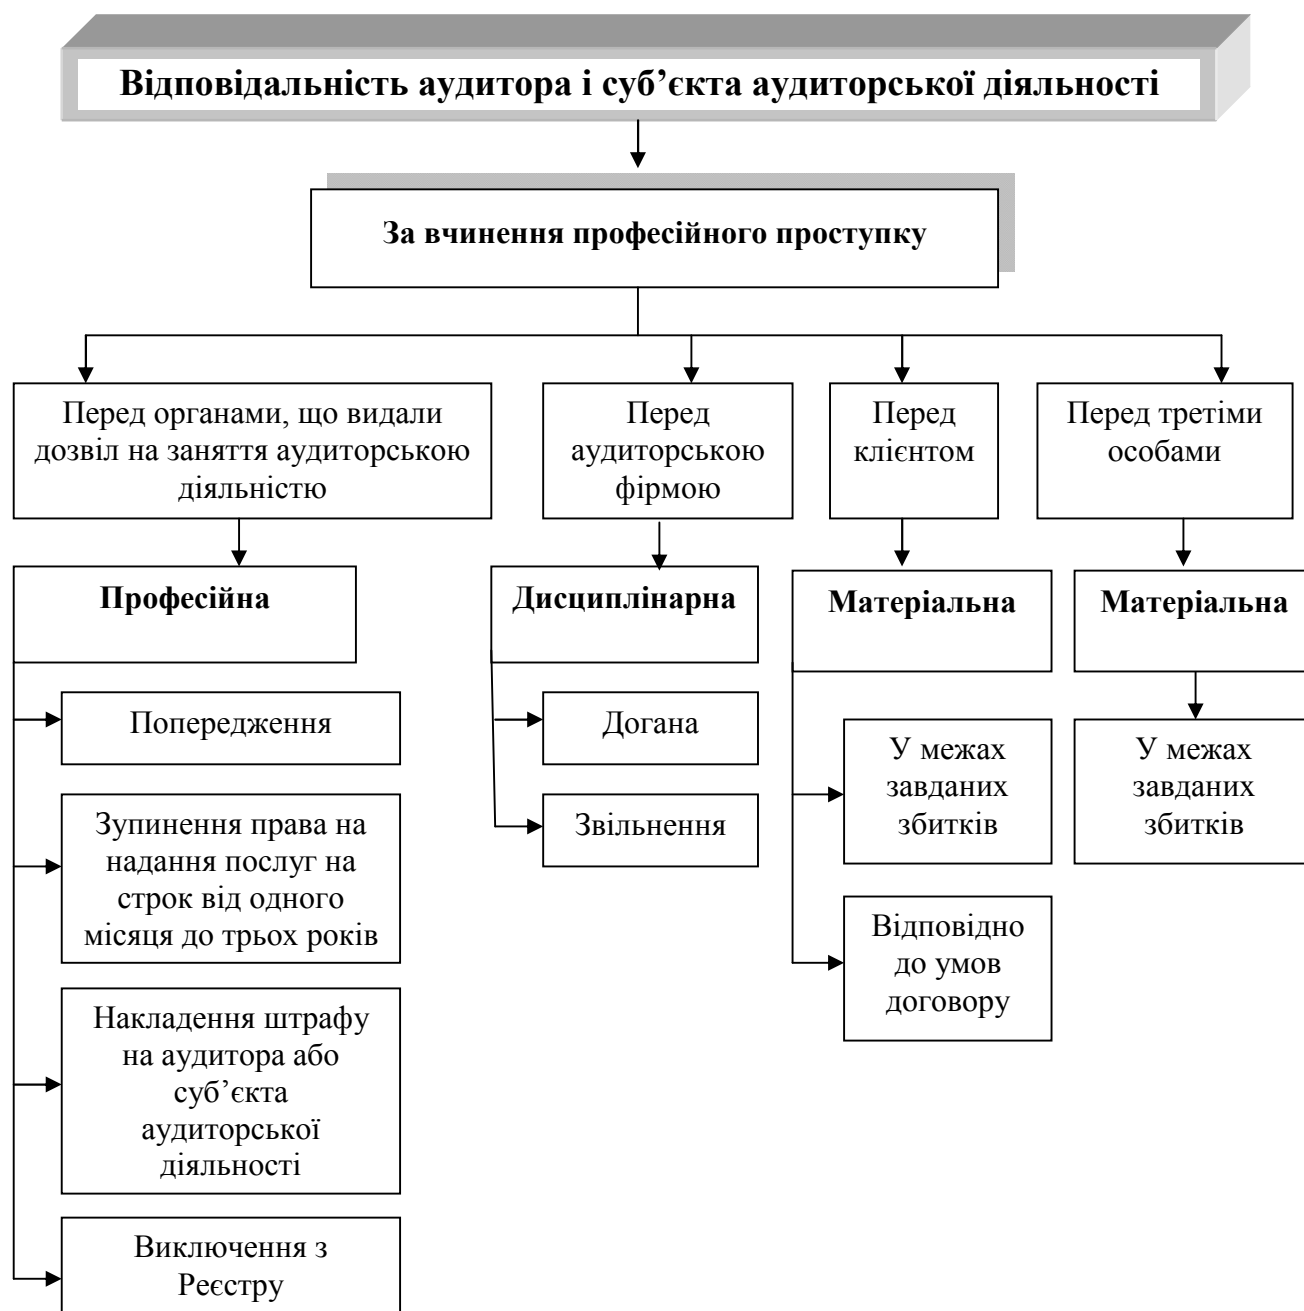 Відповідальність аудитора і суб’єкта аудиторської діяльності
За вчинення професійного проступку
Перед органами, що видали
дозвіл на заняття аудиторською
діяльністю
Перед
аудиторською
фірмою
Перед
клієнтом
Перед третіми
особами
Професійна
Дисциплінарна
Матеріальна
Матеріальна
Попередження
Зупинення права на
надання послуг на
строк від одного
місяця до трьох років
Накладення штрафу
на аудитора або
суб’єкта
аудиторської
діяльності
Виключення з
Реєстру
Догана
Звільнення
У межах
завданих
збитків
Відповідно
до умов
договору
У межах
завданих
збитків